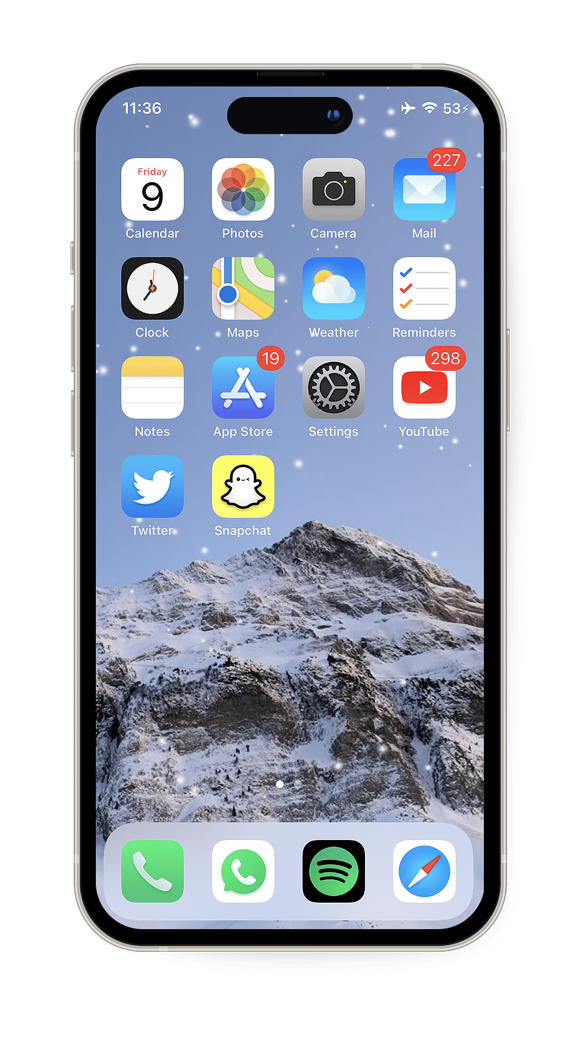 11:36 53
Friday
9
227
Calendar Photos Camera Mail
Clock Maps Weather Reminders
19 298
Notes App Store Settings YouTube
Twitter Snapchat